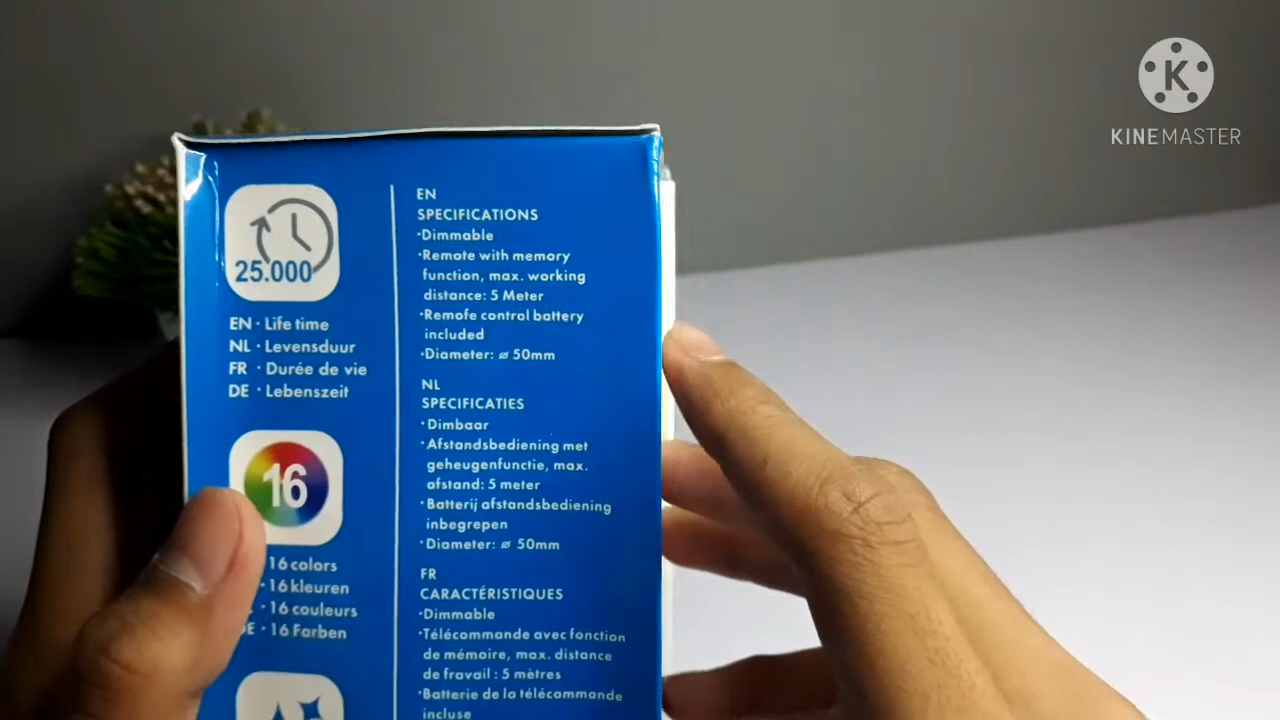 K
KINEMASTER
25.000
EN · Life time
NL · Levensduur
FR · Durée de vie
DE · Lebenszeit
16
16 colors
· 16 kleuren
· 16 couleurs
DE · 16 Farben
EN
SPECIFICATIONS
·Dimmable
·Remote with memory
function, max. working
distance: 5 Meter
·Remofe control battery
included
·Diameter: ⌀ 50mm
NL
SPECIFICATIES
·Dimbaar
·Afstandsbediening met
geheugenfunctie, max.
afstand: 5 meter
·Batterij afstandsbediening
inbegrepen
·Diameter: ⌀ 50mm
FR
CARACTÉRISTIQUES
·Dimmable
·Télécommande avec fonction
de mémoire, max. distance
de fravail : 5 mètres
·Batterie de la télécommande
incluse